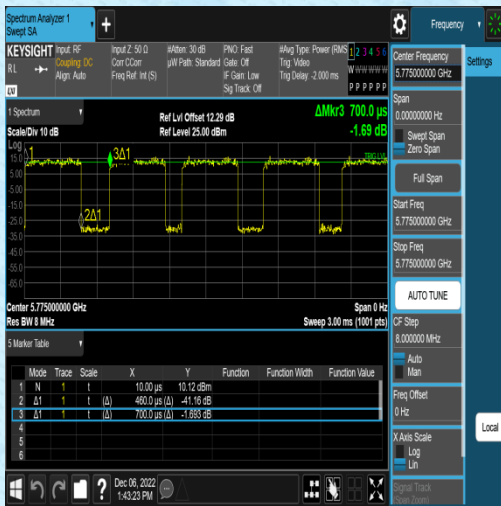 Spectrum Analyzer 1
Swept SA
Frequency
KEYSIGHT
Input: RF
Coupling: DC
Align: Auto
Input Z: 50 Ω
Corr CCorr
Freq Ref: Int (S)
#Atten: 30 dB
µW Path: Standard
PNO: Fast
Gate: Off
IF Gain: Low
Sig Track: Off
#Avg Type: Power (RMS
Trig: Video
Trig Delay: -2.000 ms
1 2 3 4 5 6
W W W W W W
P P P P P P
R L
LXI
Center Frequency
5.775000000 GHz
Settings
Span
0.00000000 Hz
Swept Span
Zero Span
Full Span
Start Freq
5.775000000 GHz
Stop Freq
5.775000000 GHz
AUTO TUNE
CF Step
8.000000 MHz
Auto
Man
Freq Offset
0 Hz
X Axis Scale
Log
Lin
Signal Track
(Span Zoom)
Local
1 Spectrum
Scale/Div 10 dB
Ref Lvl Offset 12.29 dB
Ref Level 25.00 dBm
ΔMkr3 700.0 µs
-1.69 dB
Log
15.0
5.00
-5.00
-15.0
-25.0
-35.0
-45.0
-55.0
-65.0
1
3Δ1
2Δ1
TRIG LVL
Center 5.775000000 GHz
Res BW 8 MHz
Span 0 Hz
Sweep 3.00 ms (1001 pts)
5 Marker Table
Mode Trace Scale X Y Function Function Width Function Value
1 N 1 t 10.00 µs 10.12 dBm
2 Δ1 1 t (Δ) 460.0 µs (Δ) -41.16 dB
3 Δ1 1 t (Δ) 700.0 µs (Δ) -1.693 dB
4
5
6
?
Dec 06, 2022
1:43:23 PM